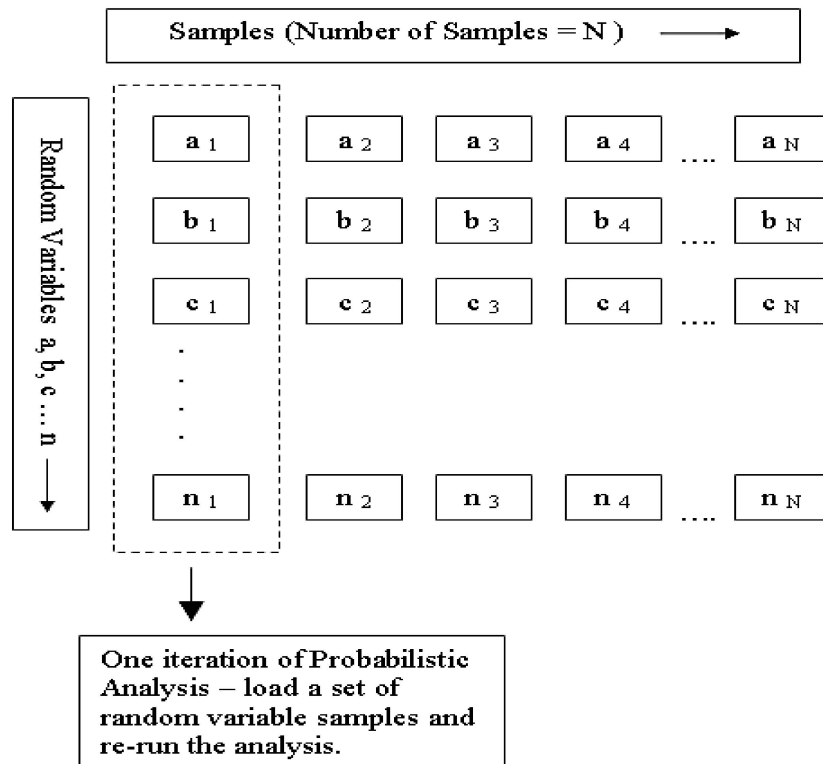 Samples (Number of Samples = N )
Random Variables a, b, c ... n
a 1 a 2 a 3 a 4 .... a N
b 1 b 2 b 3 b 4 .... b N
c 1 c 2 c 3 c 4 .... c N
n 1 n 2 n 3 n 4 .... n N
One iteration of Probabilistic
Analysis – load a set of
random variable samples and
re-run the analysis.